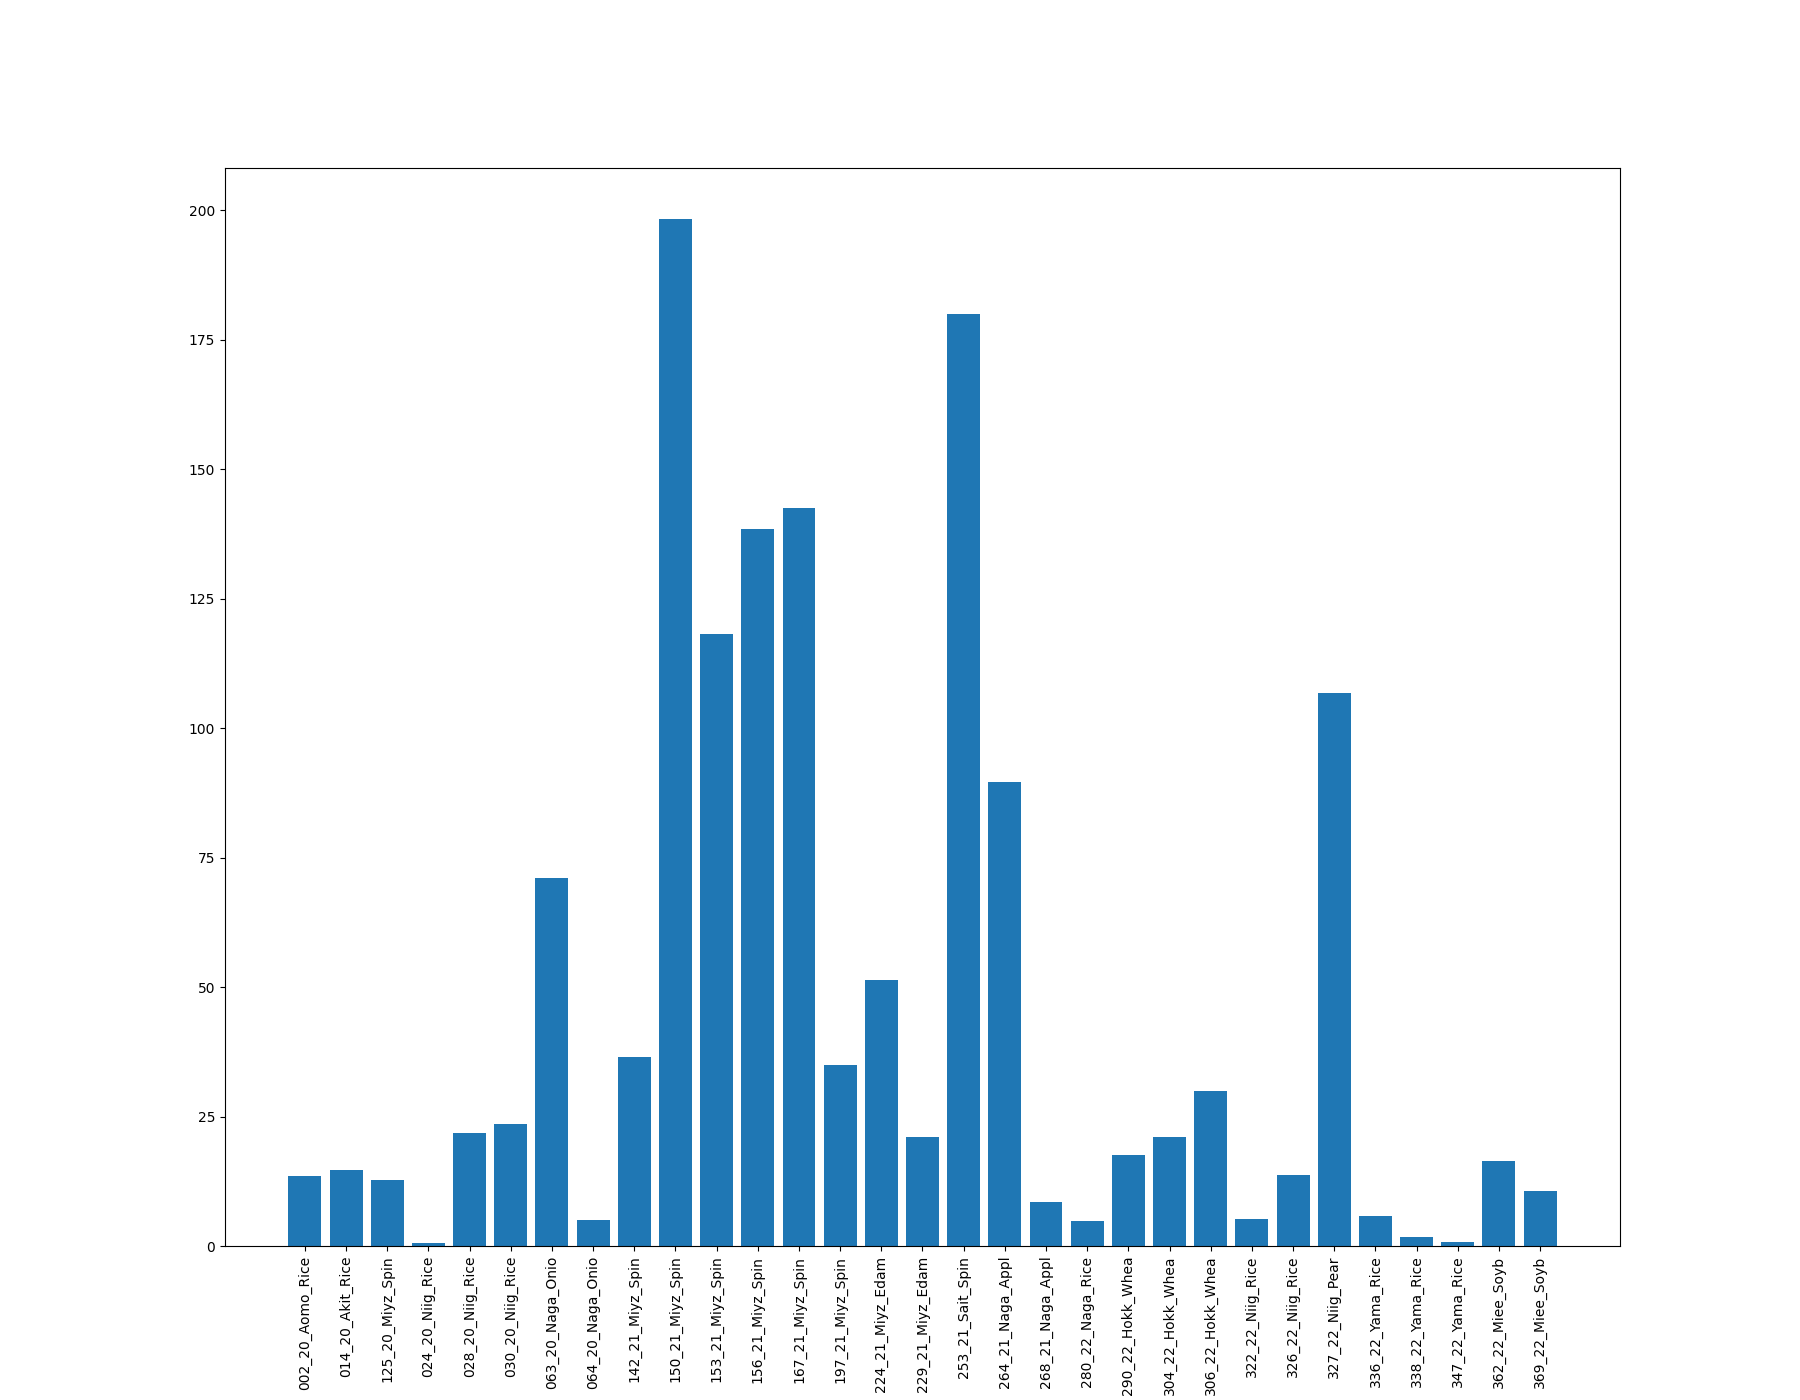 200
175
150
125
100
75
50
25
0
002_20_Aomo_Rice
014_20_Akit_Rice
125_20_Miyz_Spin
024_20_Niig_Rice
028_20_Niig_Rice
030_20_Niig_Rice
063_20_Naga_Onio
064_20_Naga_Onio
142_21_Miyz_Spin
150_21_Miyz_Spin
153_21_Miyz_Spin
156_21_Miyz_Spin
167_21_Miyz_Spin
197_21_Miyz_Spin
224_21_Miyz_Edam
229_21_Miyz_Edam
253_21_Sait_Spin
264_21_Naga_Appl
268_21_Naga_Appl
280_22_Naga_Rice
290_22_Hokk_Whea
304_22_Hokk_Whea
306_22_Hokk_Whea
322_22_Niig_Rice
326_22_Niig_Rice
327_22_Niig_Pear
336_22_Yama_Rice
338_22_Yama_Rice
347_22_Yama_Rice
362_22_Miee_Soyb
369_22_Miee_Soyb